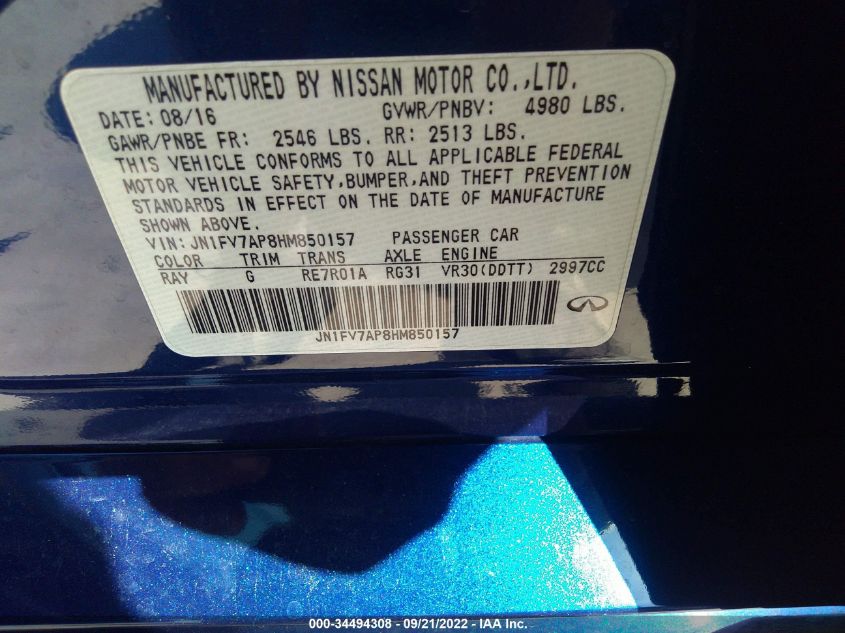 MANUFACTURED BY NISSAN MOTOR CO.,LTD.
DATE: 08/16 GVWR/PNBV: 4980 LBS.
GAWR/PNBE FR: 2546 LBS. RR: 2513 LBS.
THIS VEHICLE CONFORMS TO ALL APPLICABLE FEDERAL
MOTOR VEHICLE SAFETY,BUMPER,AND THEFT PREVENTION
STANDARDS IN EFFECT ON THE DATE OF MANUFACTURE
SHOWN ABOVE.
VIN: JN1FV7AP8HM850157 PASSENGER CAR
COLOR TRIM TRANS AXLE ENGINE
RAY G RE7R01A RG31 VR30(DDTT) 2997CC
JN1FV7AP8HM850157
000-34494308 - 09/21/2022 - IAA Inc.